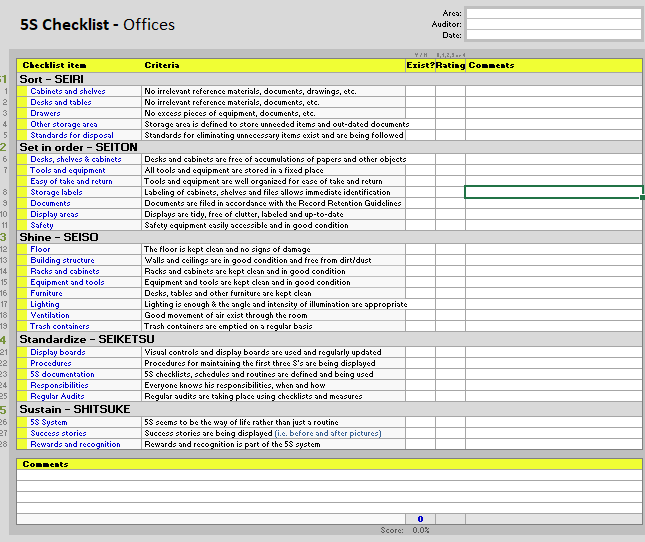 5S Checklist - Offices
Area:
Auditor:
Date:
Y / N 0,1,2,3 or 4
Checklist item Criteria Exist? Rating Comments
1 Sort - SEIRI
1 Cabinets and shelves No irrelevant reference materials, documents, drawings, etc.
2 Desks and tables No irrelevant reference materials, documents, etc.
3 Drawers No excess pieces of equipment, documents, etc.
4 Other storage area Storage area is defined to store unneeded items and out-dated documents
5 Standards for disposal Standards for eliminating unnecessary items exist and are being followed
2 Set in order - SEITON
6 Desks, shelves & cabinets Desks and cabinets are free of accumulations of papers and other objects
7 Tools and equipment All tools and equipment are stored in a fixed place
Easy of take and return Tools and equipment are well organized for ease of take and return
8 Storage labels Labeling of cabinets, shelves and files allows immediate identification
9 Documents Documents are filed in accordance with the Record Retention Guidelines
10 Display areas Displays are tidy, free of clutter, labeled and up-to-date
11 Safety Safety equipment easily accessible and in good condition
3 Shine - SEISO
12 Floor The floor is kept clean and no signs of damage
13 Building structure Walls and ceilings are in good condition and free from dirt/dust
14 Racks and cabinets Racks and cabinets are kept clean and in good condition
15 Equipment and tools Equipment and tools are kept clean and in good condition
16 Furniture Desks, tables and other furniture are kept clean
17 Lighting Lighting is enough & the angle and intensity of illumination are appropriate
18 Ventilation Good movement of air exist through the room
19 Trash containers Trash containers are emptied on a regular basis
4 Standardize - SEIKETSU
21 Display boards Visual controls and display boards are used and regularly updated
22 Procedures Procedures for maintaining the first three S's are being displayed
23 5S documentation 5S checklists, schedules and routines are defined and being used
24 Responsibilities Everyone knows his responsibilities, when and how
25 Regular Audits Regular audits are taking place using checklists and measures
5 Sustain - SHITSUKE
26 5S System 5S seems to be the way of life rather than just a routine
27 Success stories Success stories are being displayed (i.e. before and after pictures)
28 Rewards and recognition Rewards and recognition is part of the 5S system
Comments
0
Score: 0.0%